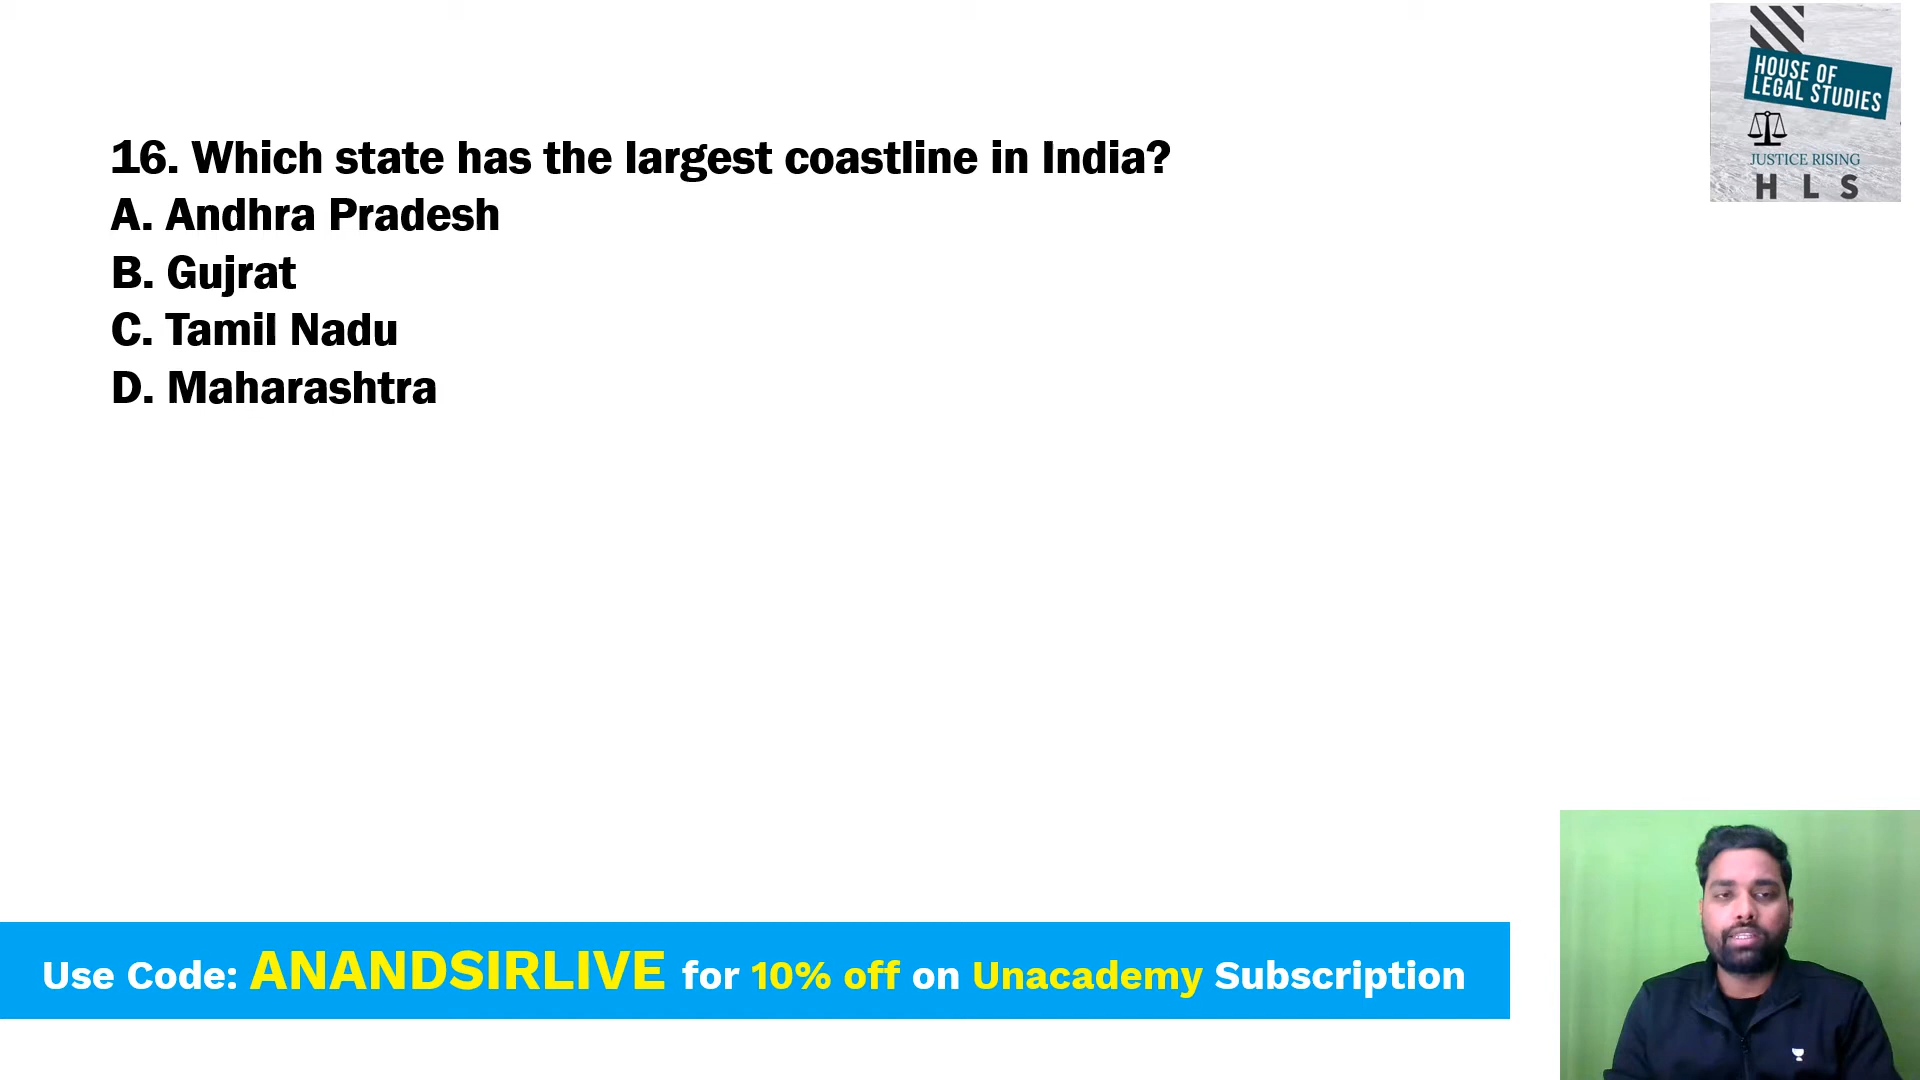 HOUSE OF
LEGAL STUDIES
JUSTICE RISING
H L S
16. Which state has the largest coastline in India?
A. Andhra Pradesh
B. Gujrat
C. Tamil Nadu
D. Maharashtra
Use Code: ANANDSIRLIVE for 10% off on Unacademy Subscription